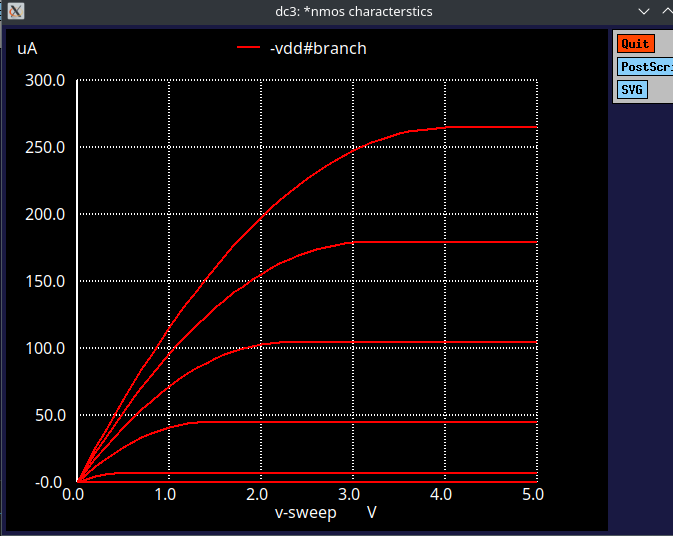 dc3: *nmos characterstics
uA
-vdd#branch
Quit
PostScri
SVG
300.0
250.0
200.0
150.0
100.0
50.0
-0.0
0.0 1.0 2.0 3.0 4.0 5.0
v-sweep V